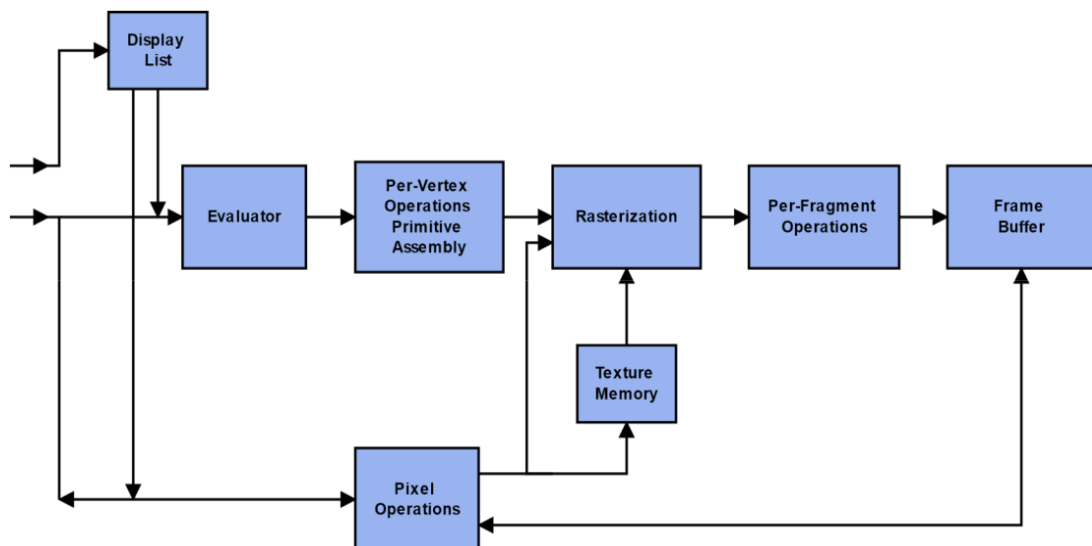 Display
List
Evaluator
Per-Vertex
Operations
Primitive
Assembly
Rasterization
Per-Fragment
Operations
Frame
Buffer
Texture
Memory
Pixel
Operations